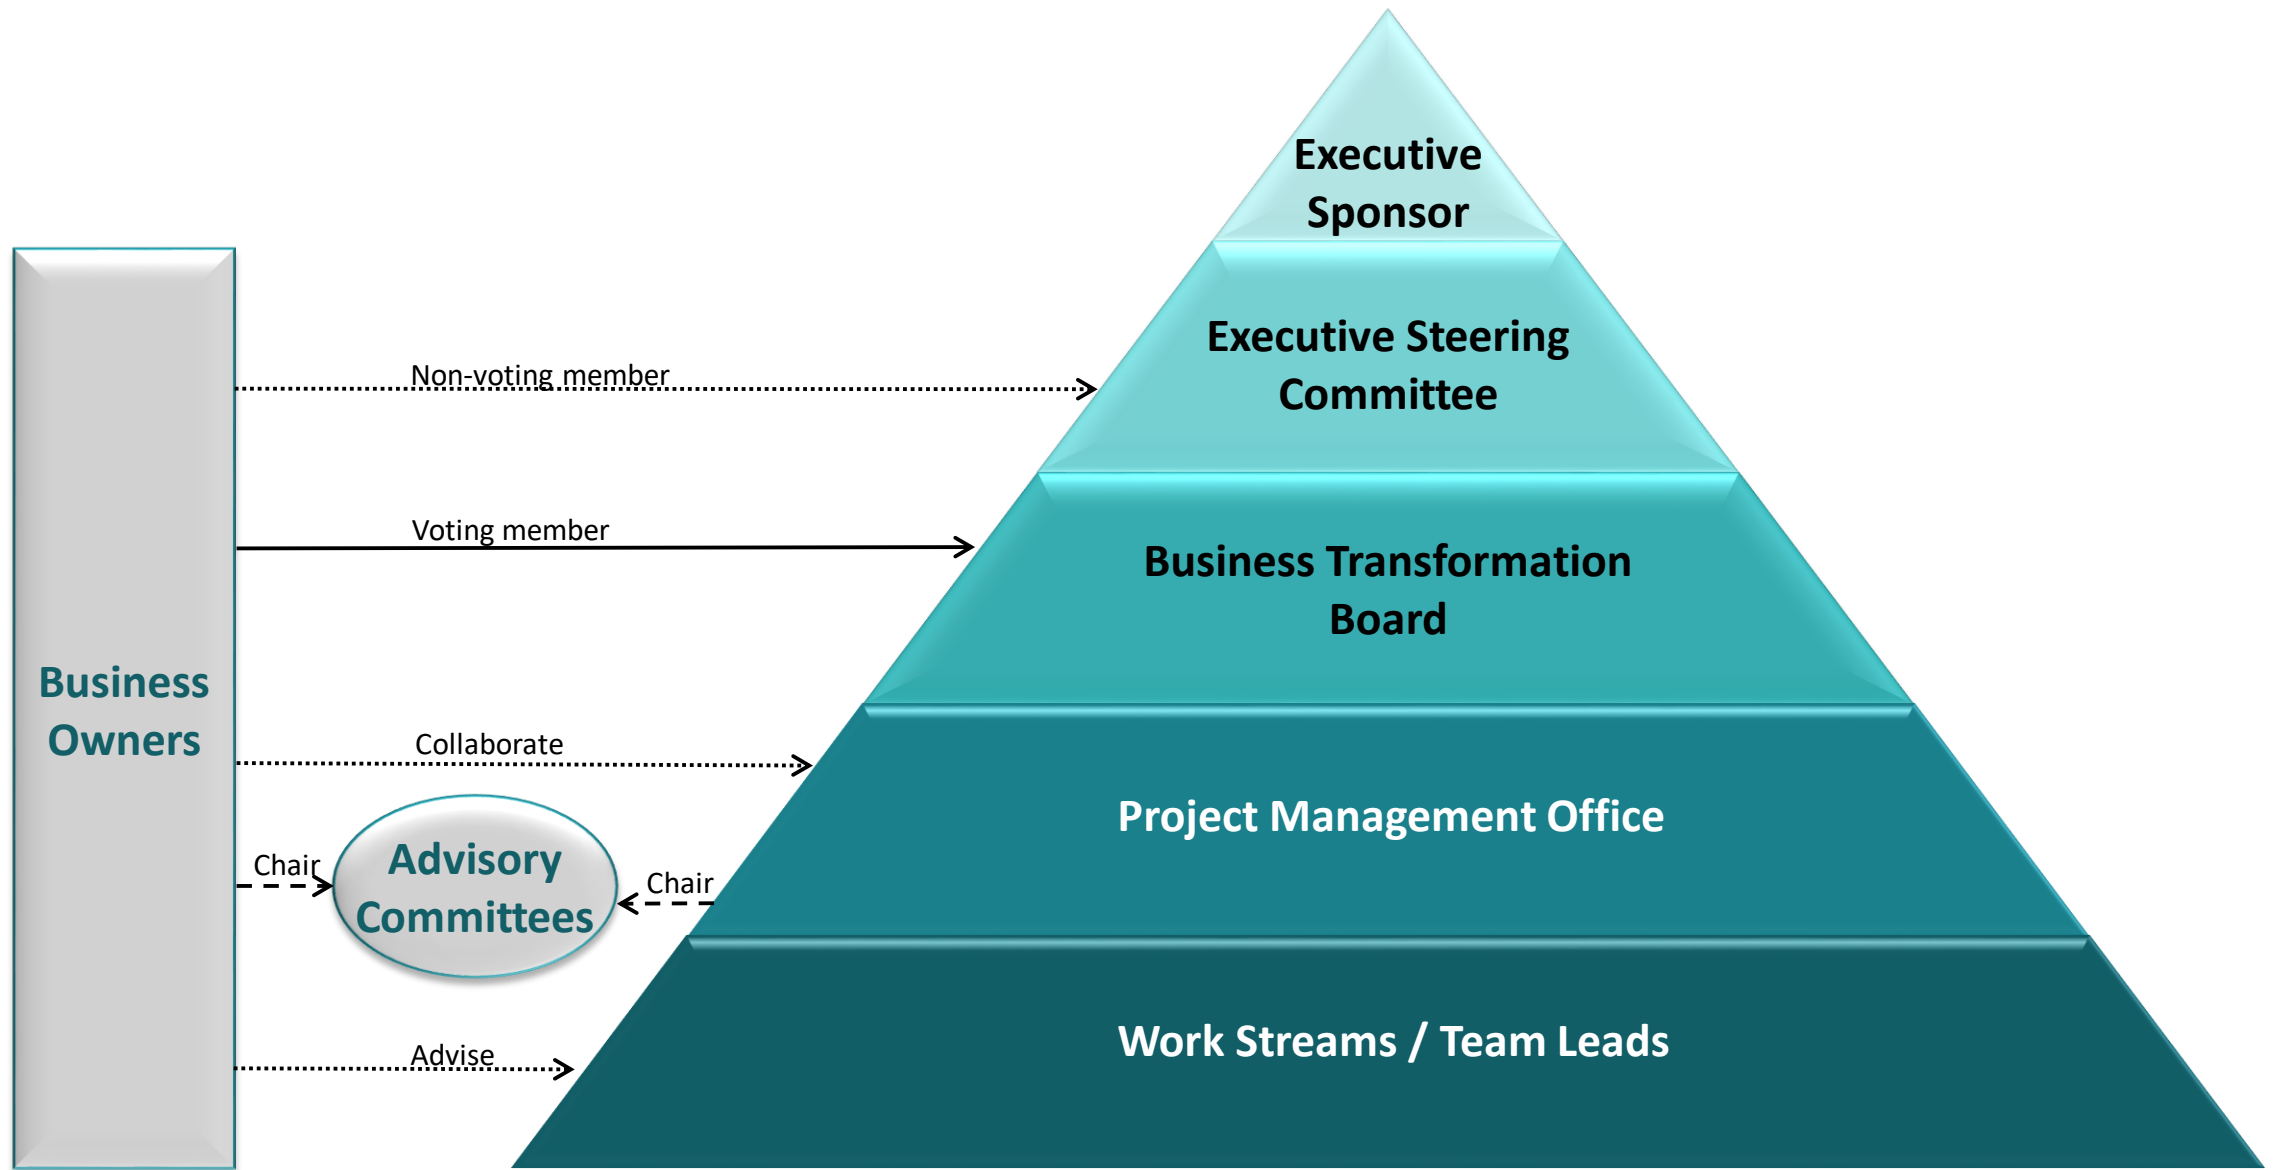 Executive
Sponsor
Executive Steering
Committee
Non-voting member
Voting member
Business Transformation
Board
Business
Owners
Collaborate
Project Management Office
Chair
Advisory
Committees
Chair
Work Streams / Team Leads
Advise